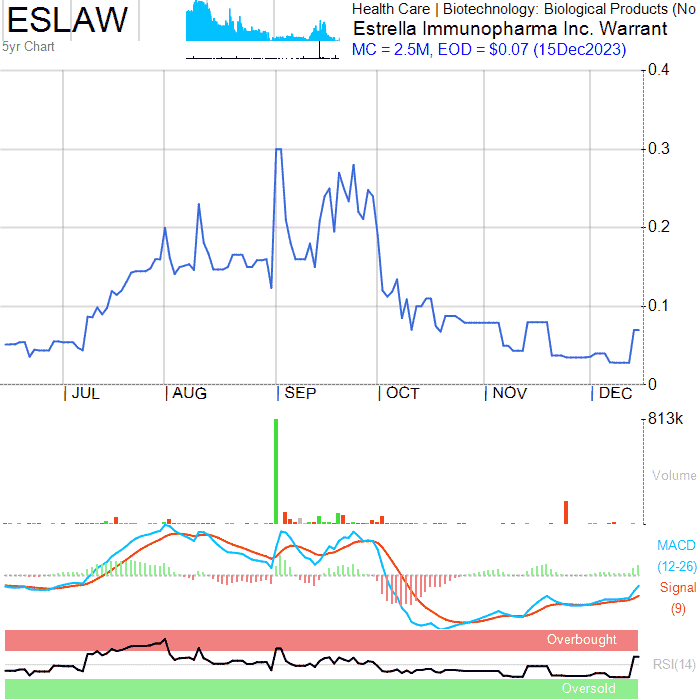 ESLAW
5yr Chart
Health Care | Biotechnology: Biological Products (No
Estrella Immunopharma Inc. Warrant
MC = 2.5M, EOD = $0.07 (15Dec2023)
0.4
0.3
0.2
0.1
0
| JUL | AUG | SEP | OCT | NOV | DEC
813k
Volume
MACD
(12-26)
Signal
(9)
Overbought
RSI(14)
Oversold